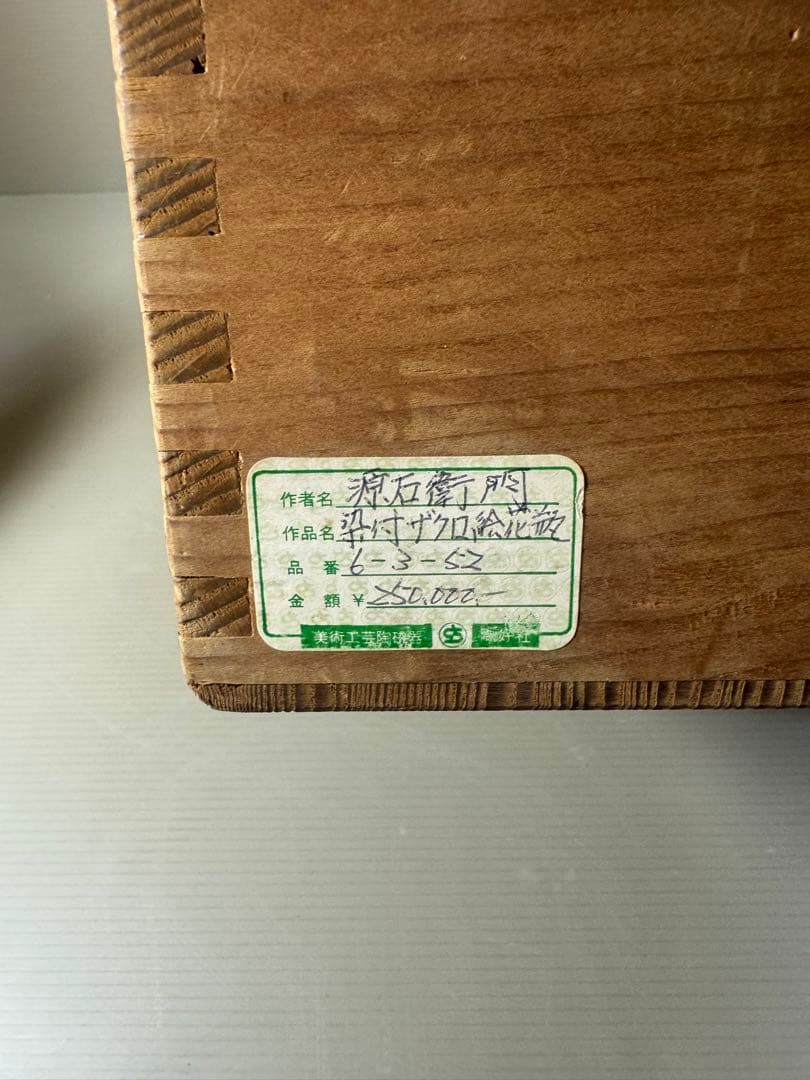 作者名 源右衛門
作品名 染付ザクロ絵花瓶
品番 6-3-52
金額 ¥250.000.-
美術工芸陶磁器